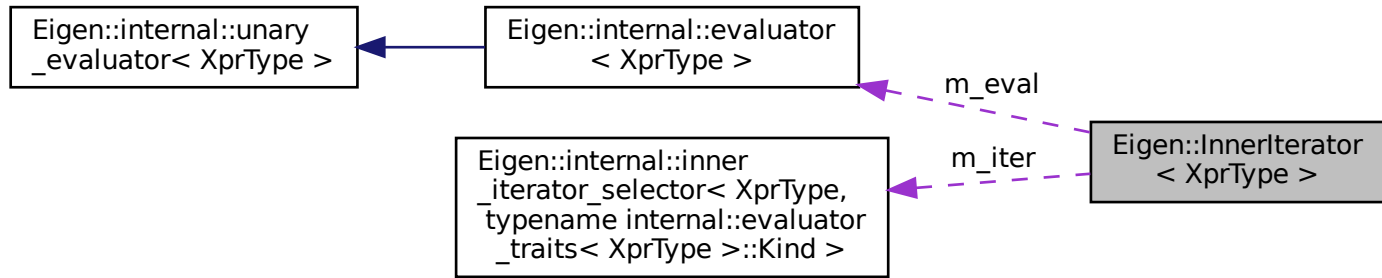 Eigen::internal::unary
_evaluator< XprType >
Eigen::internal::evaluator
< XprType >
m_eval
Eigen::internal::inner
_iterator_selector< XprType,
typename internal::evaluator
_traits< XprType >::Kind >
m_iter
Eigen::InnerIterator
< XprType >